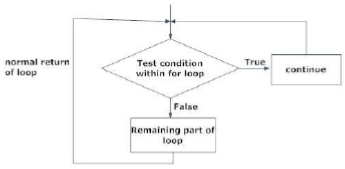 normal return
of loop
Test condition
within for loop
True
continue
False
Remaining part of
loop